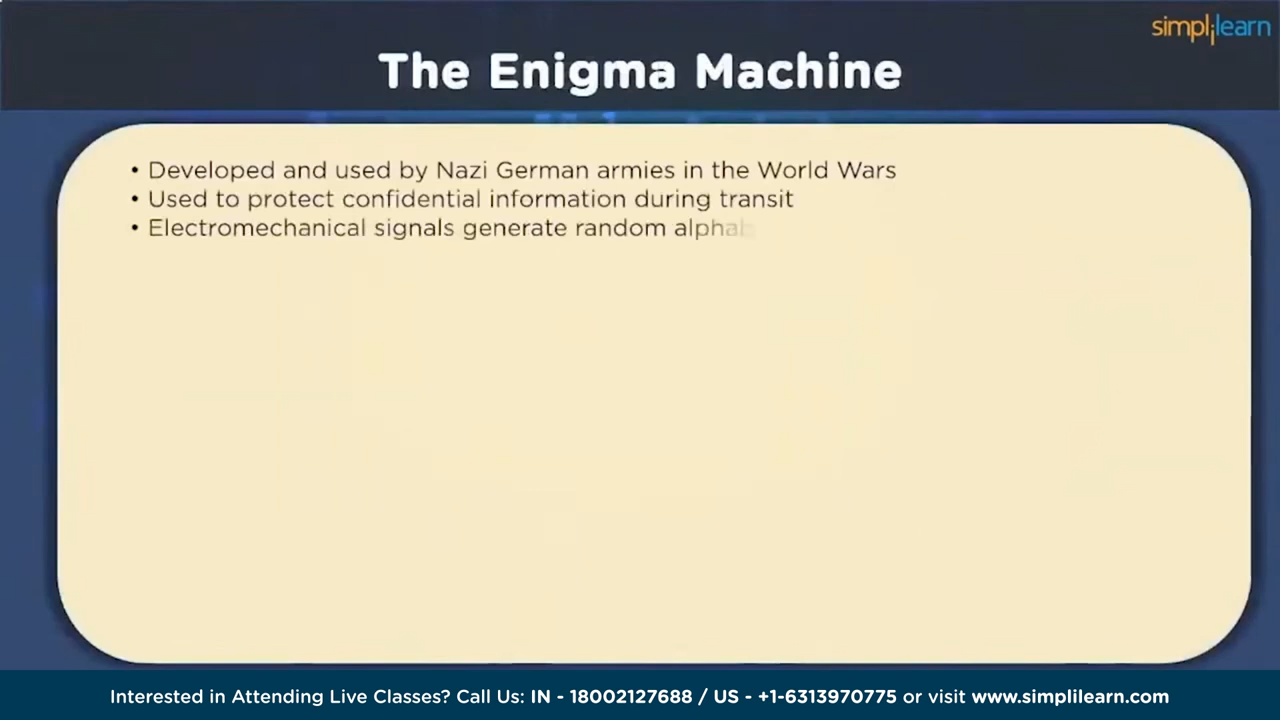 simplilearn
The Enigma Machine
• Developed and used by Nazi German armies in the World Wars
• Used to protect confidential information during transit
• Electromechanical signals generate random alphab
Interested in Attending Live Classes? Call Us: IN - 18002127688 / US - +1-6313970775 or visit www.simplilearn.com